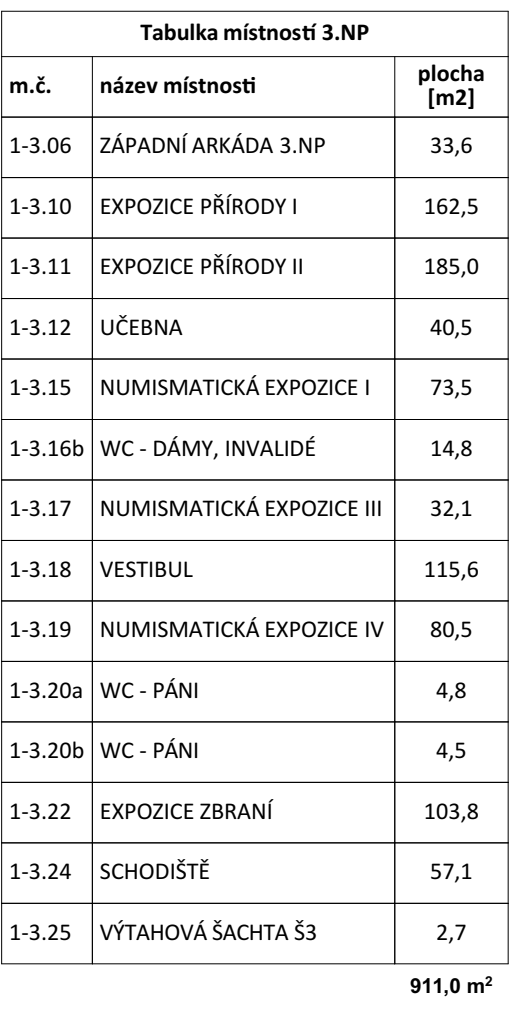 Tabulka místností 3.NP
m.č. název místnosti plocha
[m2]
1-3.06 ZÁPADNÍ ARKÁDA 3.NP 33,6
1-3.10 EXPOZICE PŘÍRODY I 162,5
1-3.11 EXPOZICE PŘÍRODY II 185,0
1-3.12 UČEBNA 40,5
1-3.15 NUMISMATICKÁ EXPOZICE I 73,5
1-3.16b WC - DÁMY, INVALIDÉ 14,8
1-3.17 NUMISMATICKÁ EXPOZICE III 32,1
1-3.18 VESTIBUL 115,6
1-3.19 NUMISMATICKÁ EXPOZICE IV 80,5
1-3.20a WC - PÁNI 4,8
1-3.20b WC - PÁNI 4,5
1-3.22 EXPOZICE ZBRANÍ 103,8
1-3.24 SCHODIŠTĚ 57,1
1-3.25 VÝTAHOVÁ ŠACHTA Š3 2,7
911,0 m²